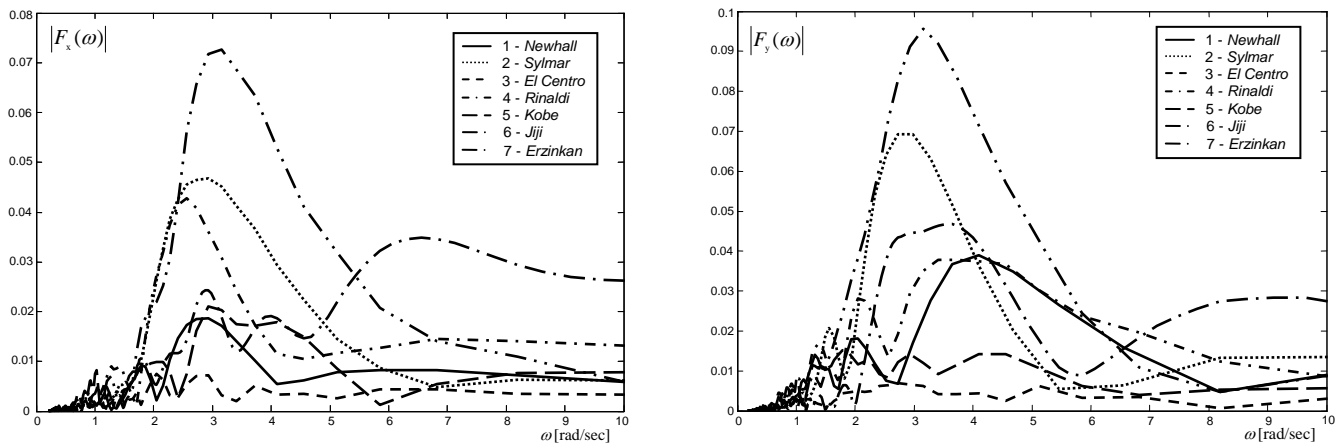 0.08
0.07
0.06
0.05
0.04
0.03
0.02
0.01
0
|Fx(ω)|
1 - Newhall
2 - Sylmar
3 - El Centro
4 - Rinaldi
5 - Kobe
6 - Jiji
7 - Erzinkan
0 1 2 3 4 5 6 7 8 9 10
ω [rad/sec]
0.1
0.09
0.08
0.07
0.06
0.05
0.04
0.03
0.02
0.01
0
|Fy(ω)|
1 - Newhall
2 - Sylmar
3 - El Centro
4 - Rinaldi
5 - Kobe
6 - Jiji
7 - Erzinkan
0 1 2 3 4 5 6 7 8 9 10
ω [rad/sec]